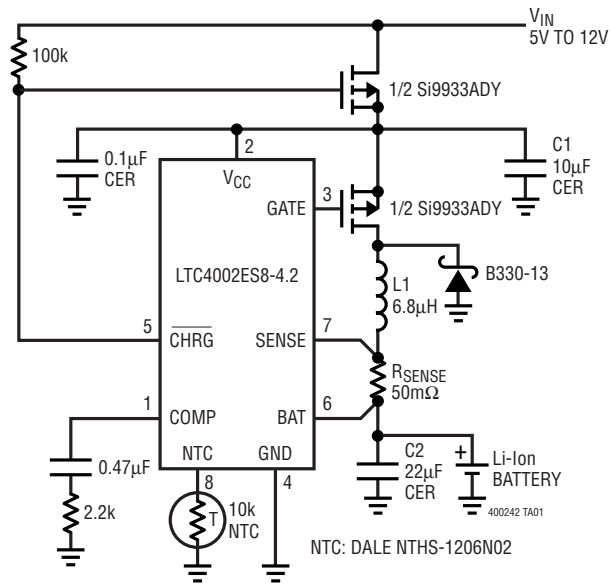 V_IN
5V TO 12V
100k
1/2 Si9933ADY
0.1µF
CER
2
V_CC
C1
10µF
CER
GATE
3
1/2 Si9933ADY
LTC4002ES8-4.2
L1
6.8µH
B330-13
5
CHRG
SENSE
7
R_SENSE
50mΩ
1
COMP
BAT
6
0.47µF
NTC
GND
C2
22µF
CER
+
Li-Ion
BATTERY
2.2k
8
4
T
10k
NTC
400242 TA01
NTC: DALE NTHS-1206N02